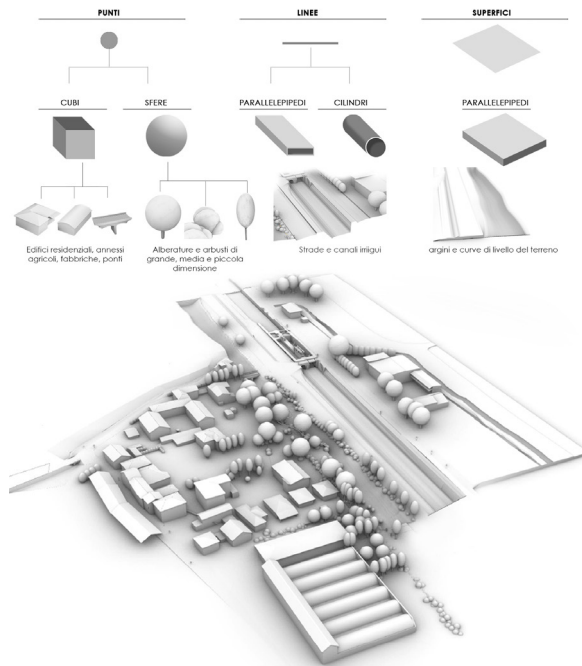 PUNTI
LINEE
SUPERFICI
CUBI
SFERE
PARALLELEPIPEDI
CILINDRI
PARALLELEPIPEDI
Edifici residenziali, annessi
agricoli, fabbriche, ponti
Alberature e arbusti di
grande, media e piccola
dimensione
Strade e canali irriigui
argini e curve di livello del terreno